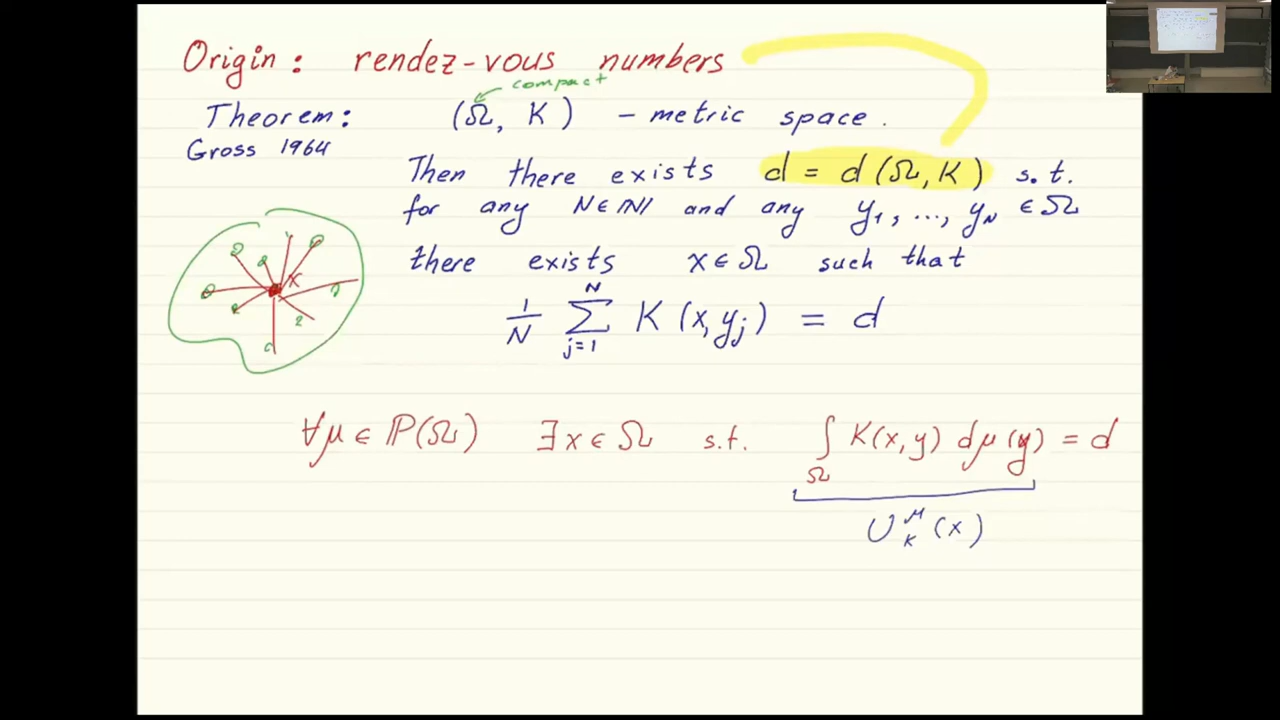 Origin: rendez-vous numbers
compact
Theorem: (Ω, K) - metric space.
Gross 1964
Then there exists d = d(Ω, K) s.t.
for any N∈ℕ and any y₁, ..., y_N ∈ Ω
there exists x∈Ω such that
1/N ∑_{j=1}^{N} K(x, y_j) = d
x
∀μ ∈ ℙ(Ω) ∃x∈Ω s.t. ∫_Ω K(x,y) dμ(y) = d
U_K^μ(x)